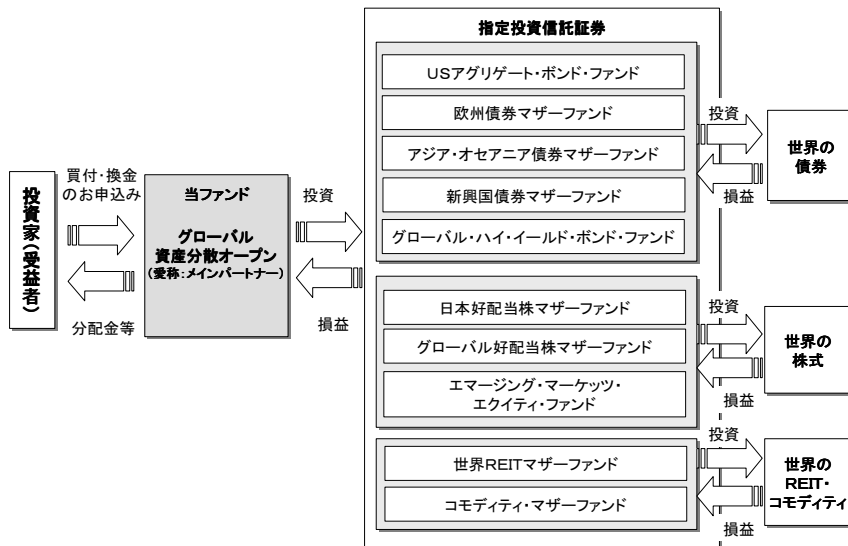 指定投資信託証券
USアグリゲート・ボンド・ファンド
欧州債券マザーファンド
アジア・オセアニア債券マザーファンド
新興国債券マザーファンド
グローバル・ハイ・イールド・ボンド・ファンド
投資
損益
世界の
債券
投資家(受益者)
買付・換金
のお申込み
分配金等
当ファンド
グローバル
資産分散オープン
(愛称:メインパートナー)
投資
損益
日本好配当株マザーファンド
グローバル好配当株マザーファンド
エマージング・マーケッツ・
エクイティ・ファンド
投資
損益
世界の
株式
世界REITマザーファンド
コモディティ・マザーファンド
投資
損益
世界の
REIT・
コモディティ